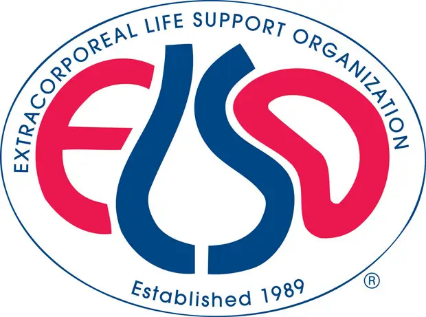 EXTRACORPOREAL LIFE SUPPORT ORGANIZATION
ELSO
Established 1989
®